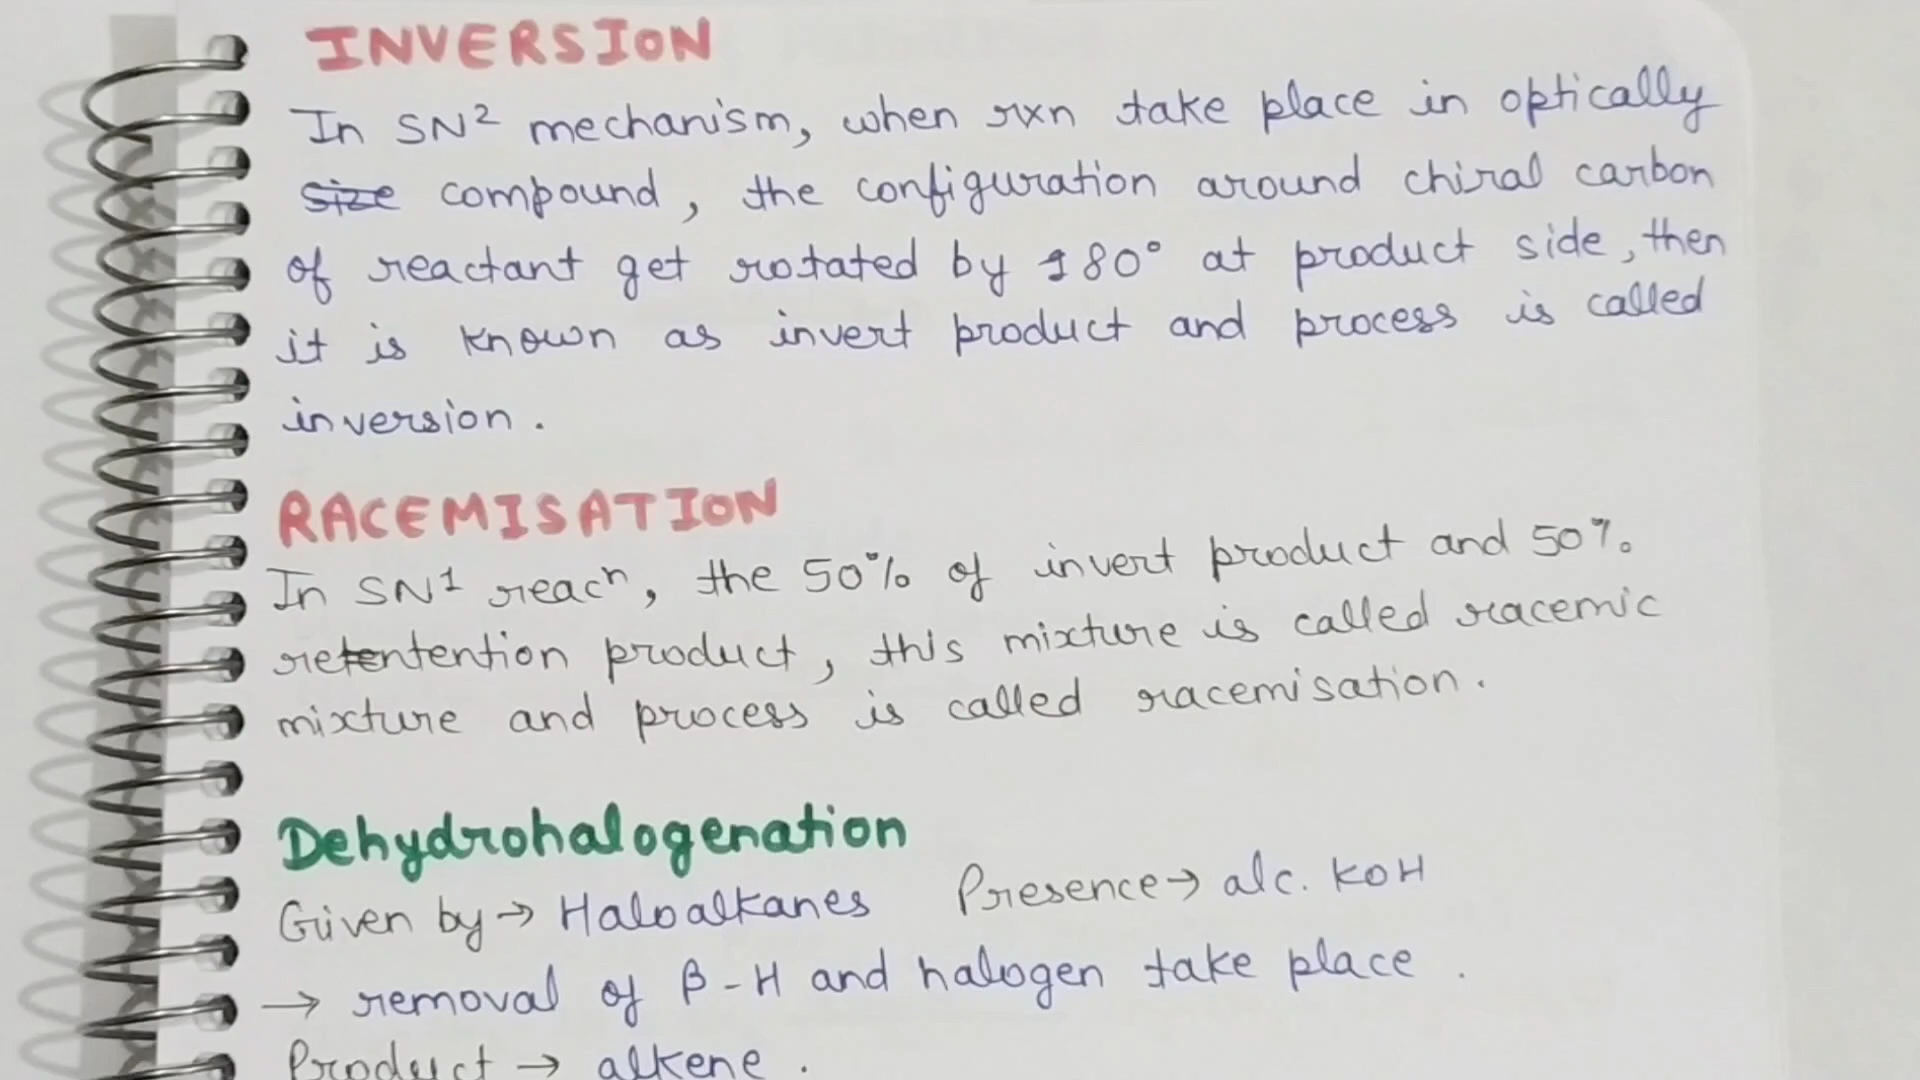 INVERSION
In SN² mechanism, when rxn take place in optically
size compound, the configuration around chiral carbon
of reactant get rotated by 180° at product side, then
it is known as invert product and process is called
inversion.
RACEMISATION
In SN¹ reacⁿ, the 50% of invert product and 50%
retentention product, this mixture is called racemic
mixture and process is called racemisation.
Dehydrohalogenation
Given by → Haloalkanes Presence → alc. KOH
→ removal of β-H and halogen take place.
Product → alkene.